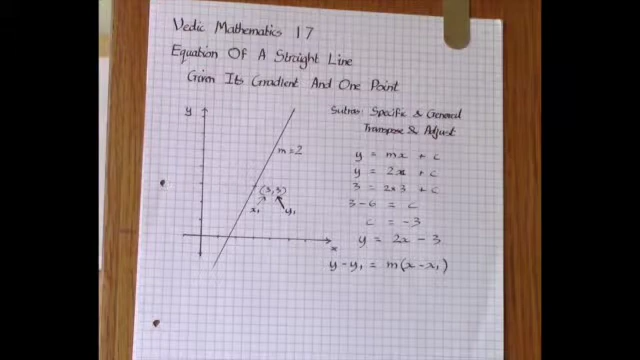 Vedic Mathematics 17
Equation Of A Straight Line
Given Its Gradient And One Point
Sutras: Specific & General
Transpose & Adjust
y
m = 2
(3,3)
x₁
y₁
x
y = mx + c
y = 2x + c
3 = 2x3 + c
3 - 6 = c
c = -3
y = 2x - 3
y - y₁ = m(x - x₁)